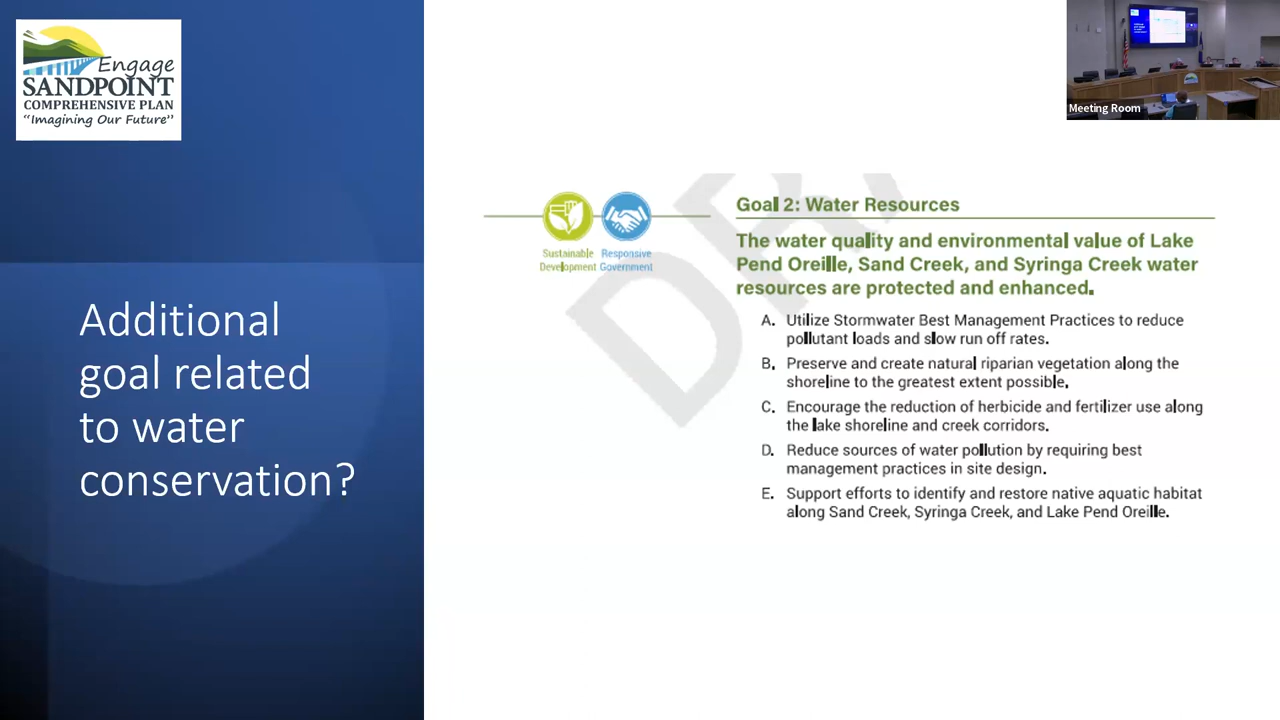 Engage
SANDPOINT
COMPREHENSIVE PLAN
"Imagining Our Future"
Meeting Room
Additional
goal related
to water
conservation?
Sustainable
Development
Responsive
Government
Goal 2: Water Resources
The water quality and environmental value of Lake
Pend Oreille, Sand Creek, and Syringa Creek water
resources are protected and enhanced.
A. Utilize Stormwater Best Management Practices to reduce
pollutant loads and slow run off rates.
B. Preserve and create natural riparian vegetation along the
shoreline to the greatest extent possible.
C. Encourage the reduction of herbicide and fertilizer use along
the lake shoreline and creek corridors.
D. Reduce sources of water pollution by requiring best
management practices in site design.
E. Support efforts to identify and restore native aquatic habitat
along Sand Creek, Syringa Creek, and Lake Pend Oreille.